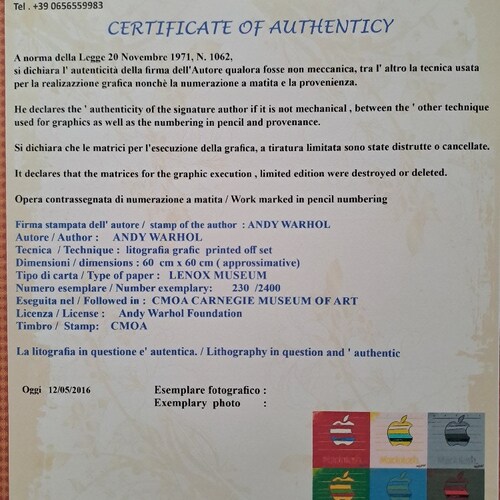 Tel . +39 0656559983
CERTIFICATE OF AUTHENTICY
A norma della Legge 20 Novembre 1971, N. 1062,
si dichiara l' autenticità della firma dell'Autore qualora fosse non meccanica, tra l' altro la tecnica usata
per la realizazzione grafica nonchè la numerazione a matita e la provenienza.
He declares the ' authenticity of the signature author if it is not mechanical , between the ' other technique
used for graphics as well as the numbering in pencil and provenance.
Si dichiara che le matrici per l'esecuzione della grafica, a tiratura limitata sono state distrutte o cancellate.
It declares that the matrices for the graphic execution , limited edition were destroyed or deleted.
Opera contrassegnata di numerazione a matita / Work marked in pencil numbering
Firma stampata dell' autore / stamp of the author : ANDY WARHOL
Autore / Author : ANDY WARHOL
Tecnica / Technique : litografia grafic printed off set
Dimensioni / dimensions : 60 cm x 60 cm ( approssimative)
Tipo di carta / Type of paper : LENOX MUSEUM
Numero esemplare / Number exemplary: 230 /2400
Eseguita nel / Followed in : CMOA CARNEGIE MUSEUM OF ART
Licenza / License : Andy Warhol Foundation
Timbro / Stamp: CMOA
La litografia in questione e' autentica. / Lithography in question and ' authentic
Oggi 12/05/2016 Esemplare fotografico :
Exemplary photo :